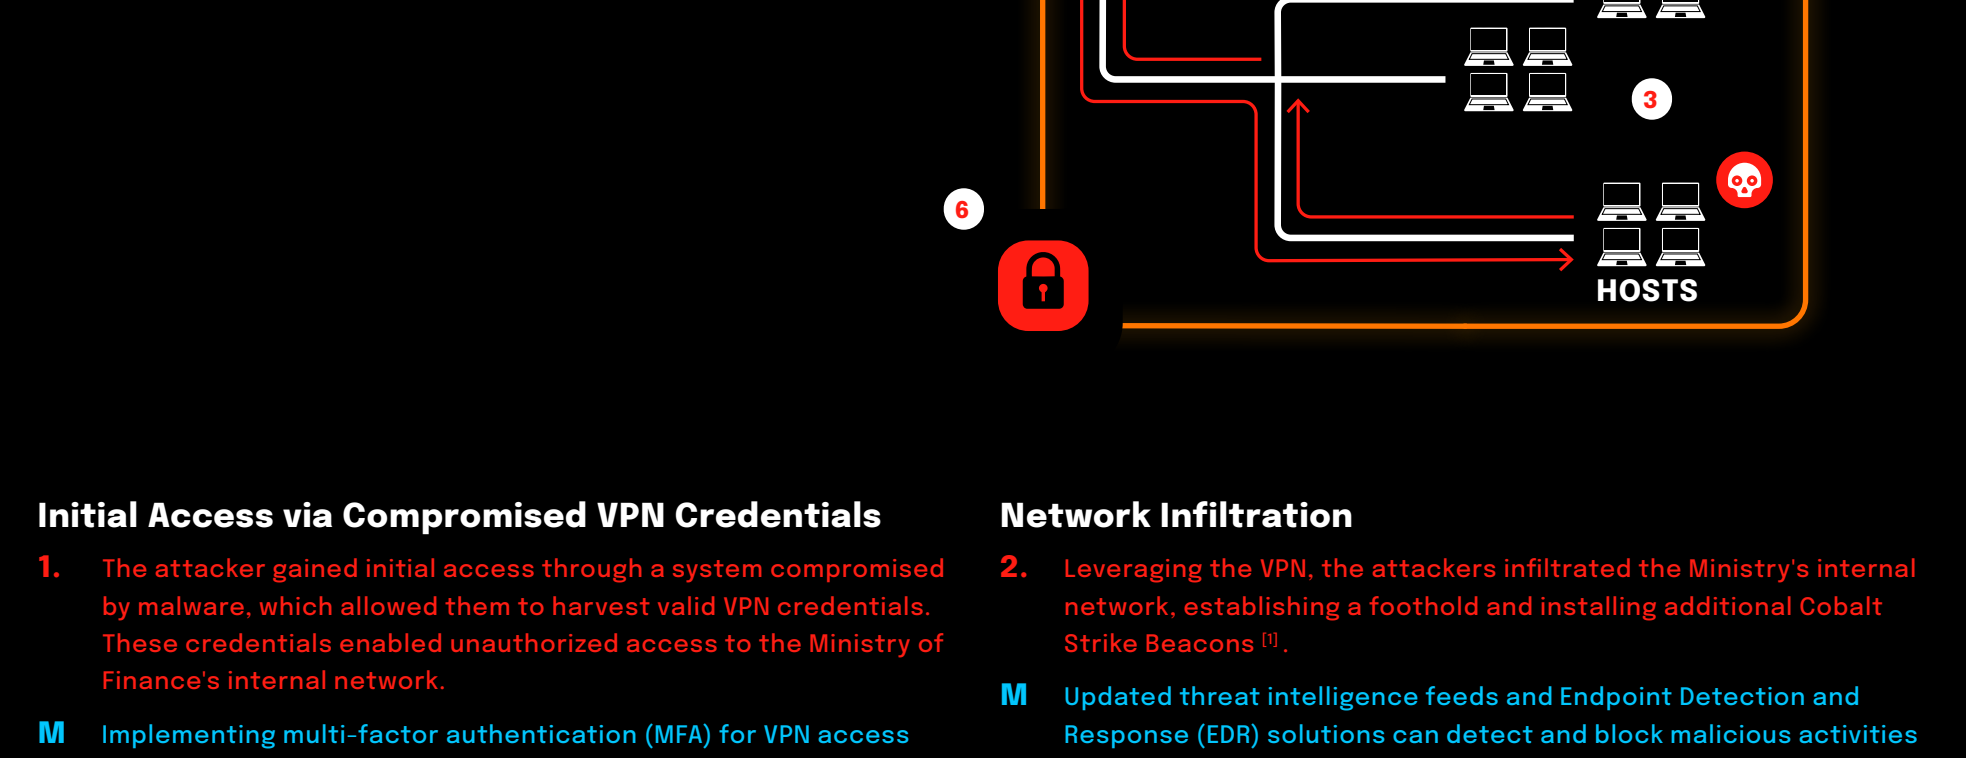 3
6
HOSTS
Initial Access via Compromised VPN Credentials
1. The attacker gained initial access through a system compromised
by malware, which allowed them to harvest valid VPN credentials.
These credentials enabled unauthorized access to the Ministry of
Finance's internal network.
M Implementing multi-factor authentication (MFA) for VPN access
Network Infiltration
2. Leveraging the VPN, the attackers infiltrated the Ministry's internal
network, establishing a foothold and installing additional Cobalt
Strike Beacons [1].
M Updated threat intelligence feeds and Endpoint Detection and
Response (EDR) solutions can detect and block malicious activities